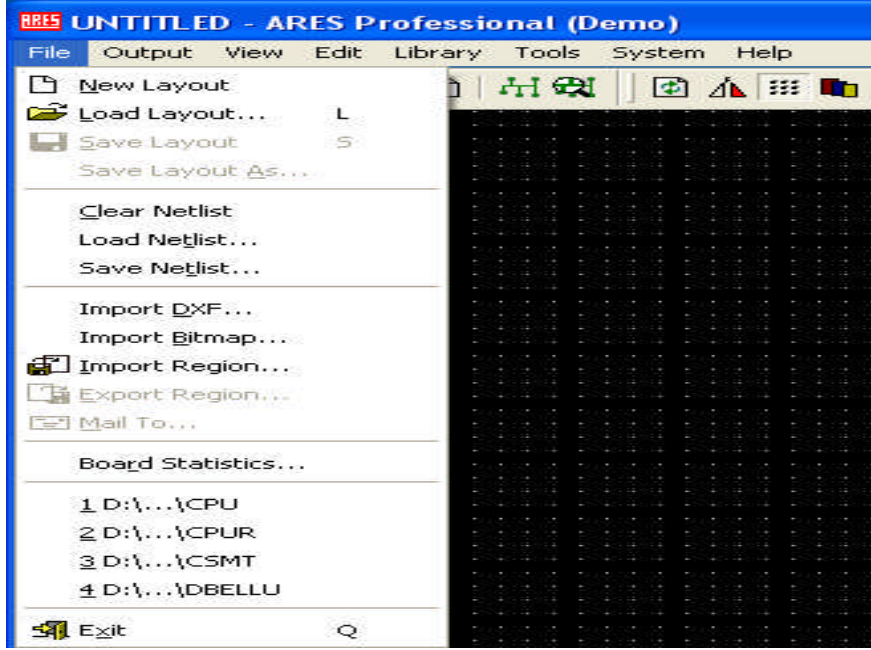 ARES UNTITLED - ARES Professional (Demo)
File Output View Edit Library Tools System Help
New Layout
Load Layout... L
Save Layout S
Save Layout As...
Clear Netlist
Load Netlist...
Save Netlist...
Import DXF...
Import Bitmap...
Import Region...
Export Region...
Mail To...
Board Statistics...
1 D:\...\CPU
2 D:\...\CPUR
3 D:\...\CSMT
4 D:\...\DBELLU
Exit Q